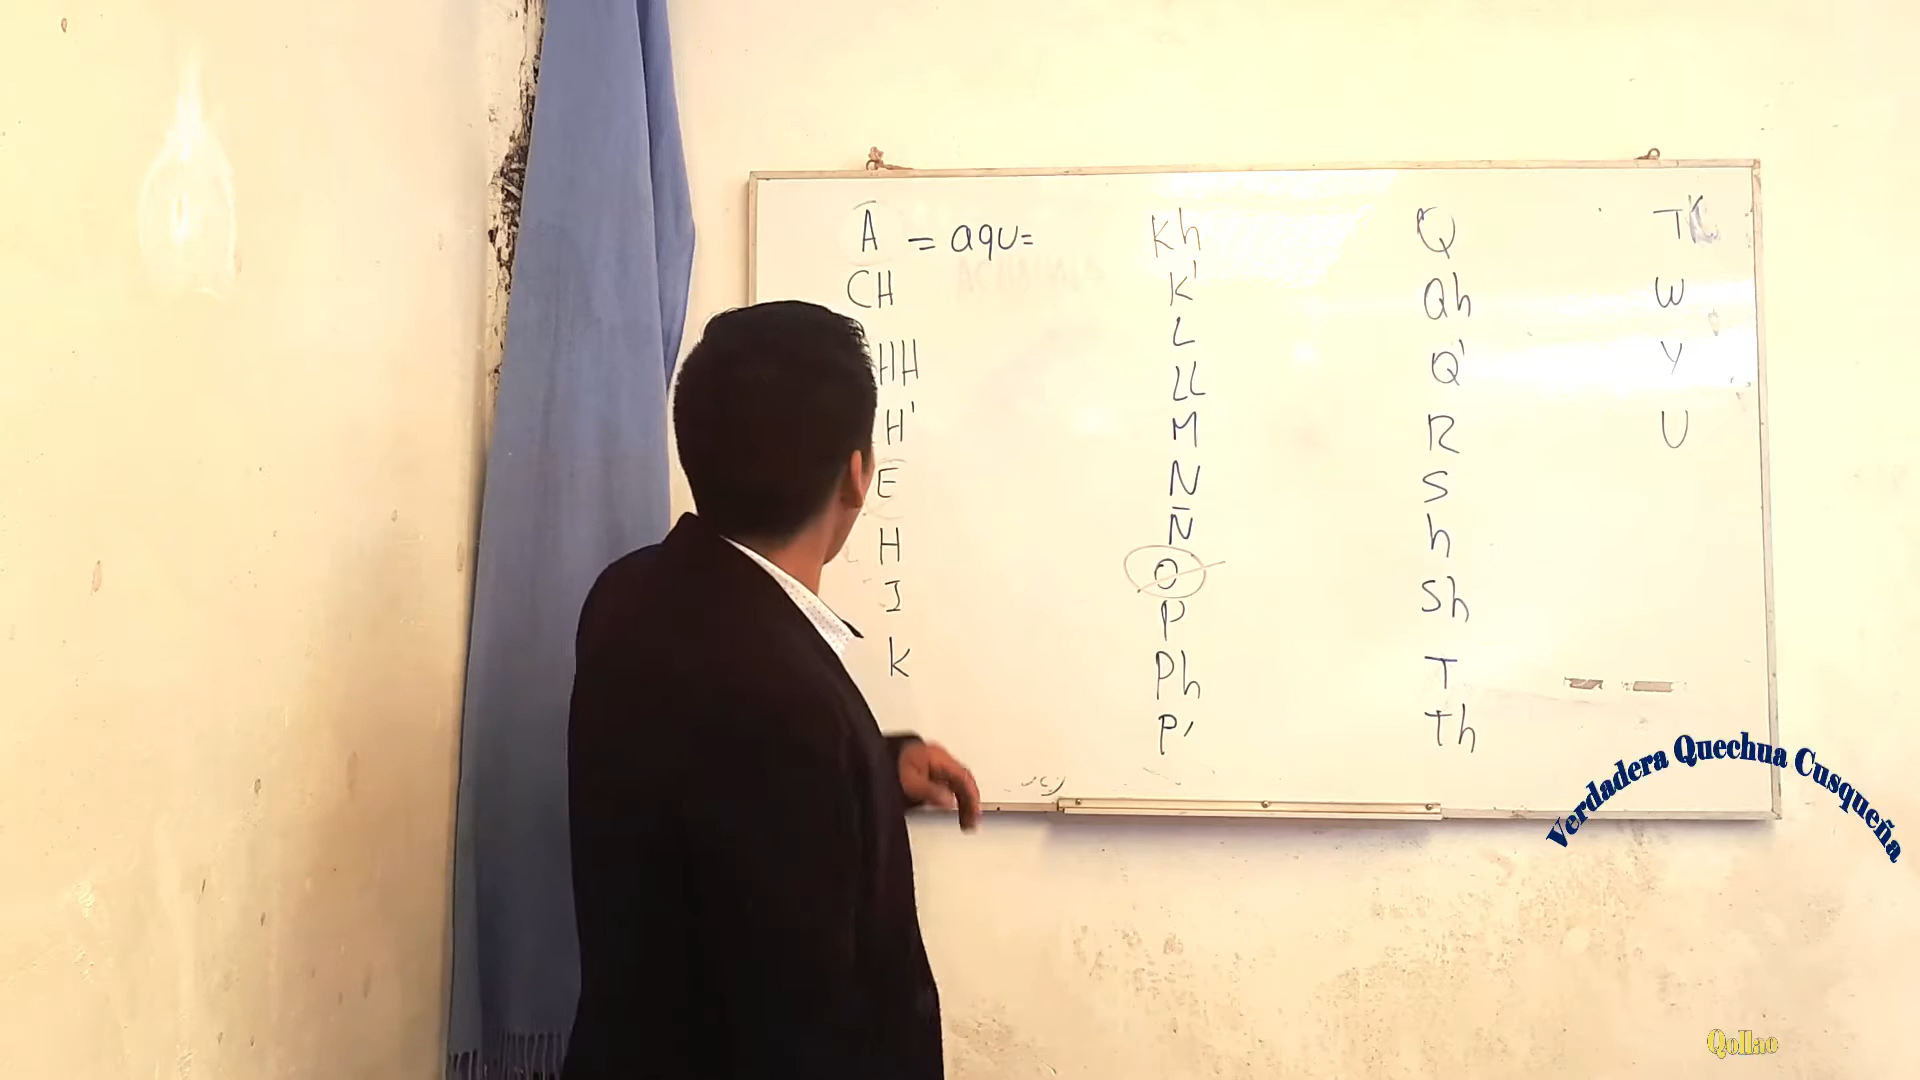 A = aqu=
CH
HH
H'
E
H
I
K
Kh
K'
L
LL
M
N
Ñ
O
P
Ph
P'
Q
Qh
Q'
R
S
h
Sh
T
Th
T
W
Y
U
Verdadera Quechua Cusqueña
Qollao